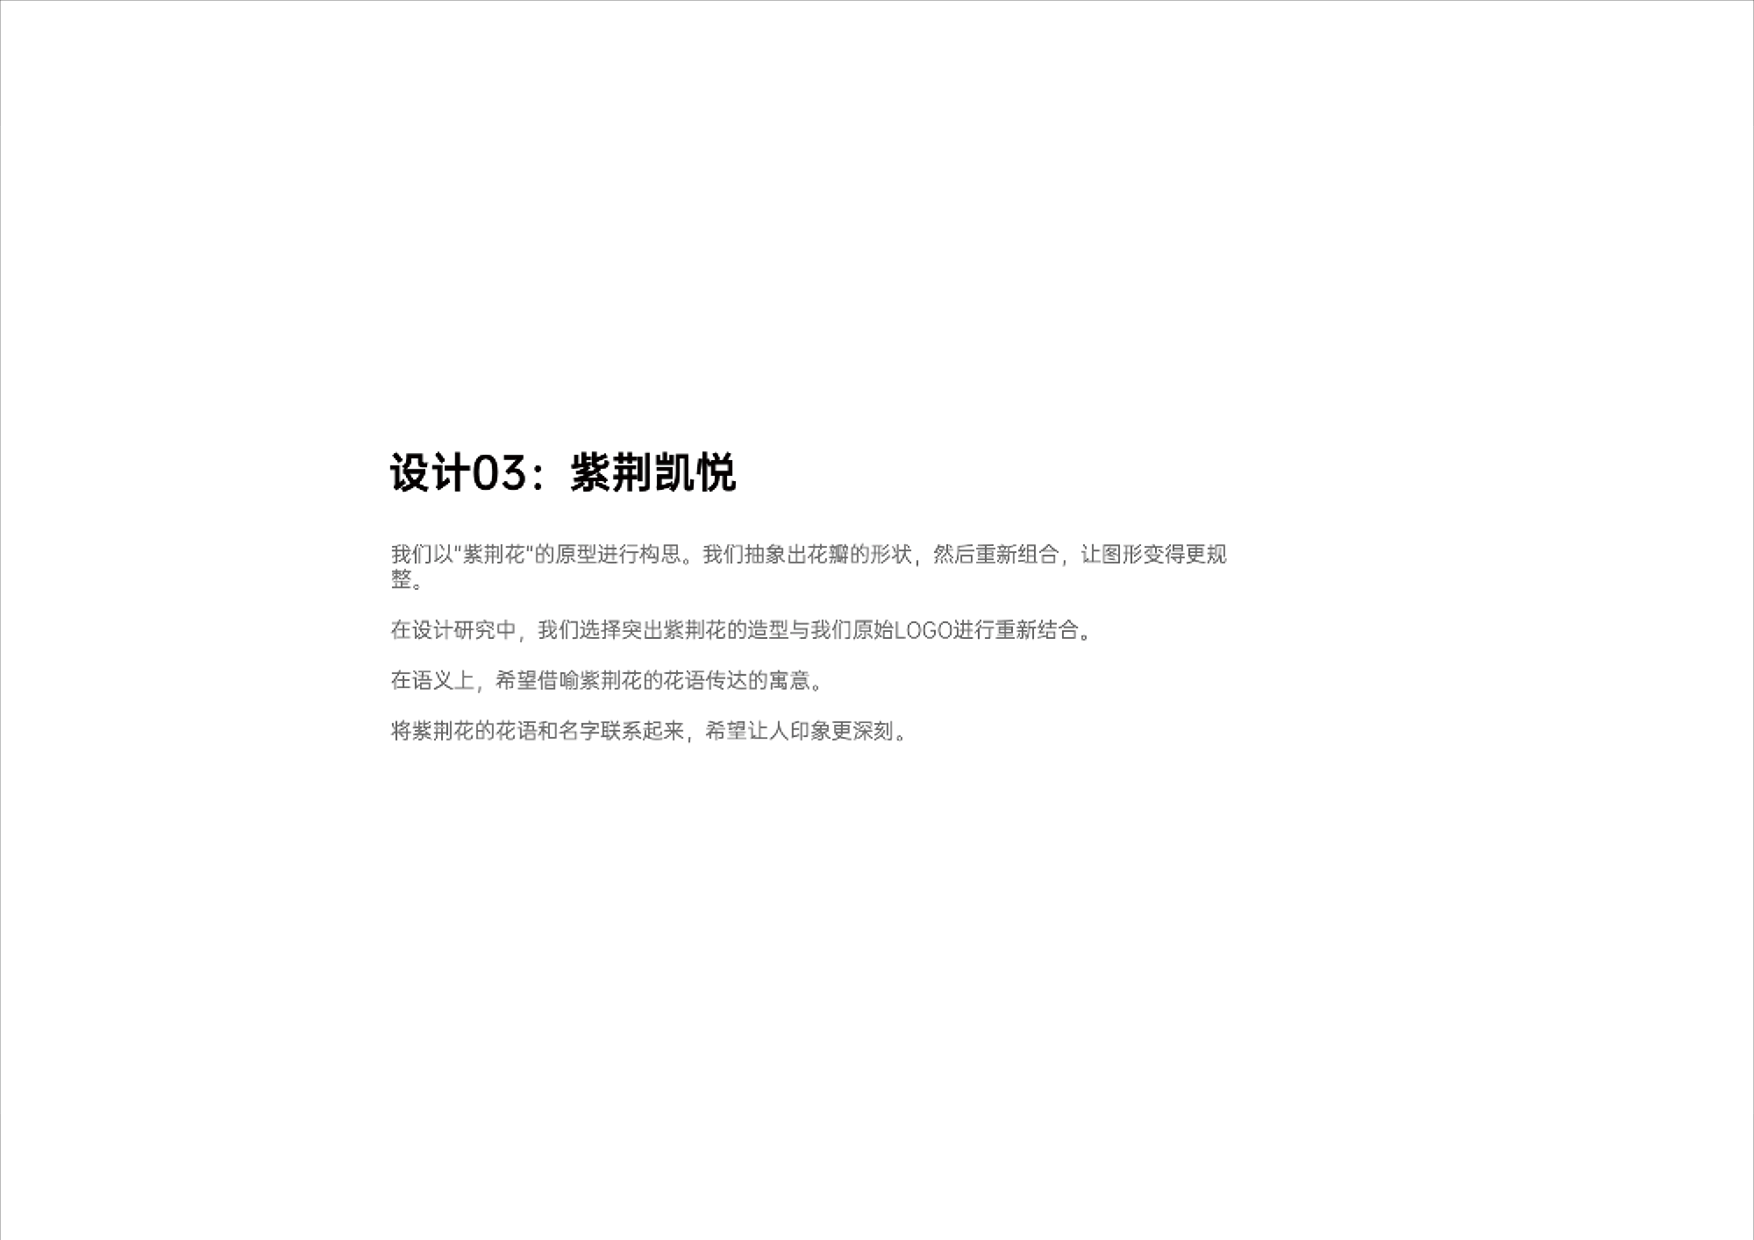 设计03：紫荆凯悦
我们以"紫荆花"的原型进行构思。我们抽象出花瓣的形状，然后重新组合，让图形变得更规
整。
在设计研究中，我们选择突出紫荆花的造型与我们原始LOGO进行重新结合。
在语义上，希望借喻紫荆花的花语传达的寓意。
将紫荆花的花语和名字联系起来，希望让人印象更深刻。